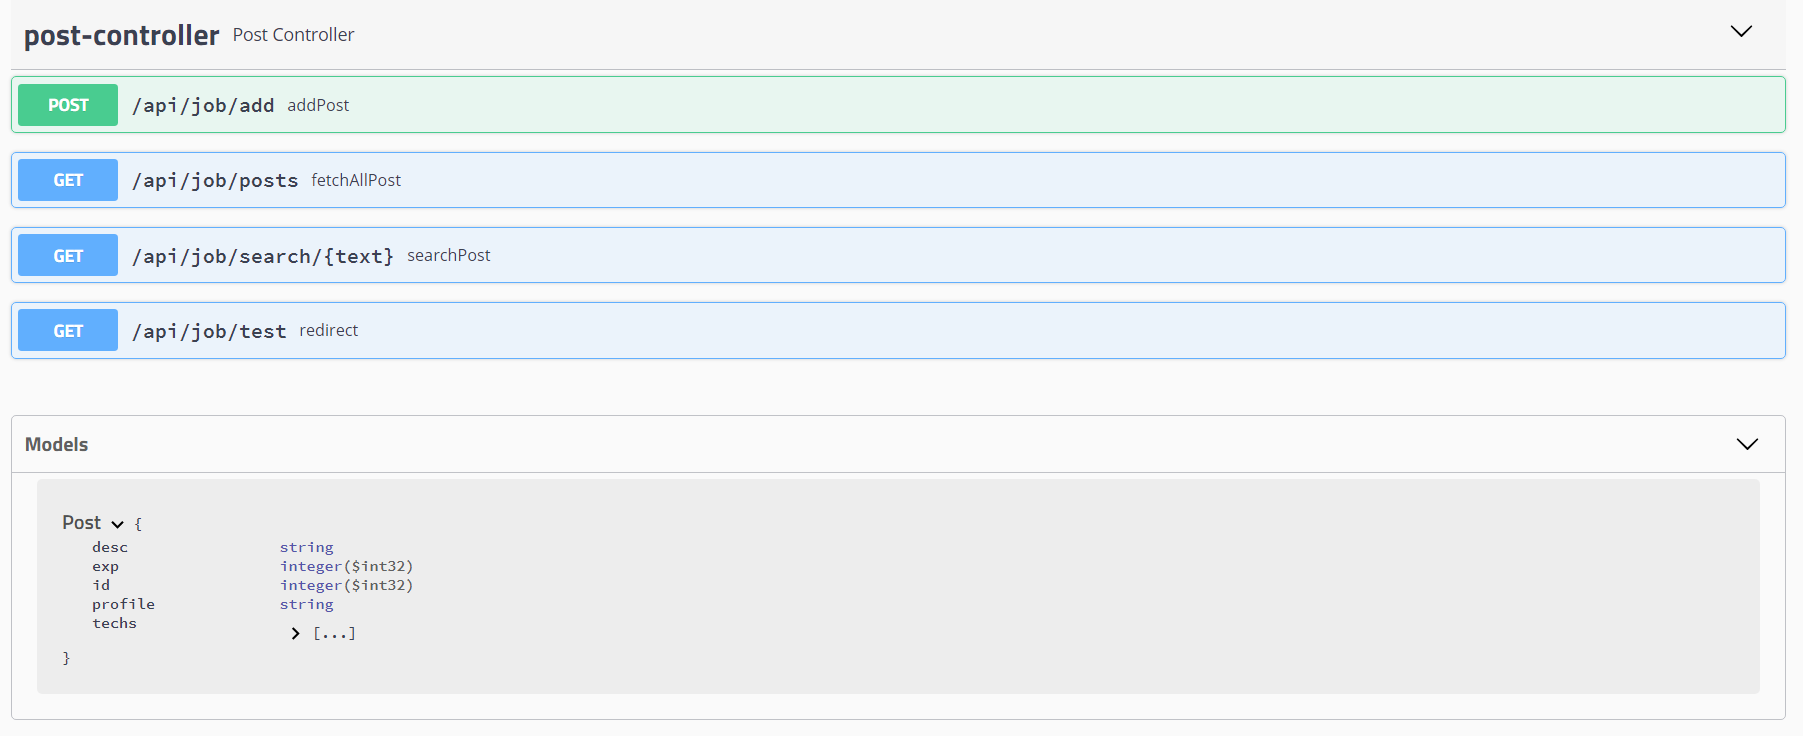 post-controller Post Controller
POST /api/job/add addPost
GET /api/job/posts fetchAllPost
GET /api/job/search/{text} searchPost
GET /api/job/test redirect
Models
Post {
desc string
exp integer($int32)
id integer($int32)
profile string
techs
[...]
}